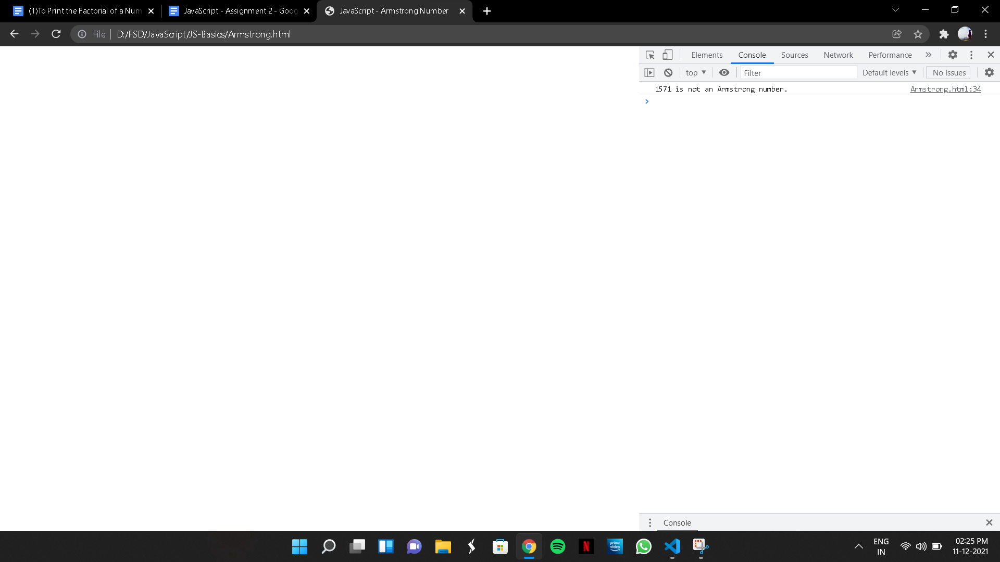 (1)To Print the Factorial of a Num
JavaScript - Assignment 2 - Goog
JavaScript - Armstrong Number
File
D:/FSD/JavaScript/JS-Basics/Armstrong.html
Elements
Console
Sources
Network
Performance
top
Filter
Default levels
No Issues
1571 is not an Armstrong number.
Armstrong.html:34
Console
prime
video
N
ENG
IN
02:25 PM
11-12-2021